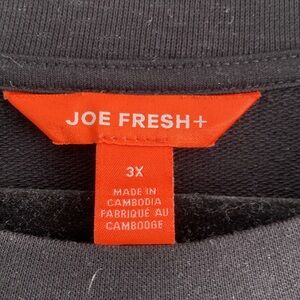 JOE FRESH+
3X
MADE IN
CAMBODIA
FABRIQUÉ AU
CAMBODGE